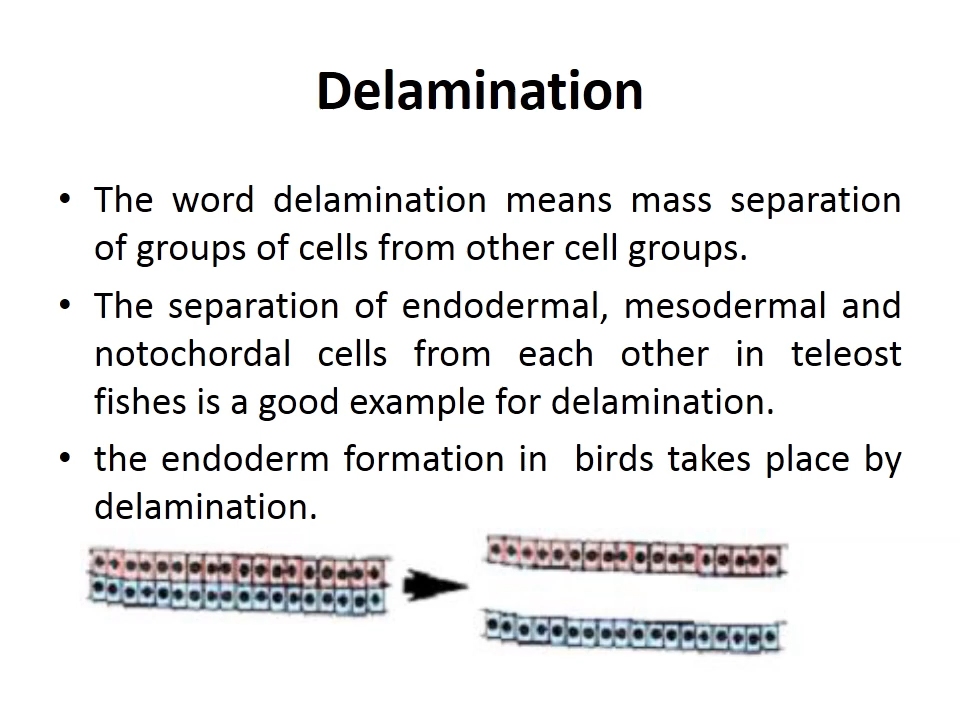 Delamination
• The word delamination means mass separation
of groups of cells from other cell groups.
• The separation of endodermal, mesodermal and
notochordal cells from each other in teleost
fishes is a good example for delamination.
• the endoderm formation in  birds takes place by
delamination.